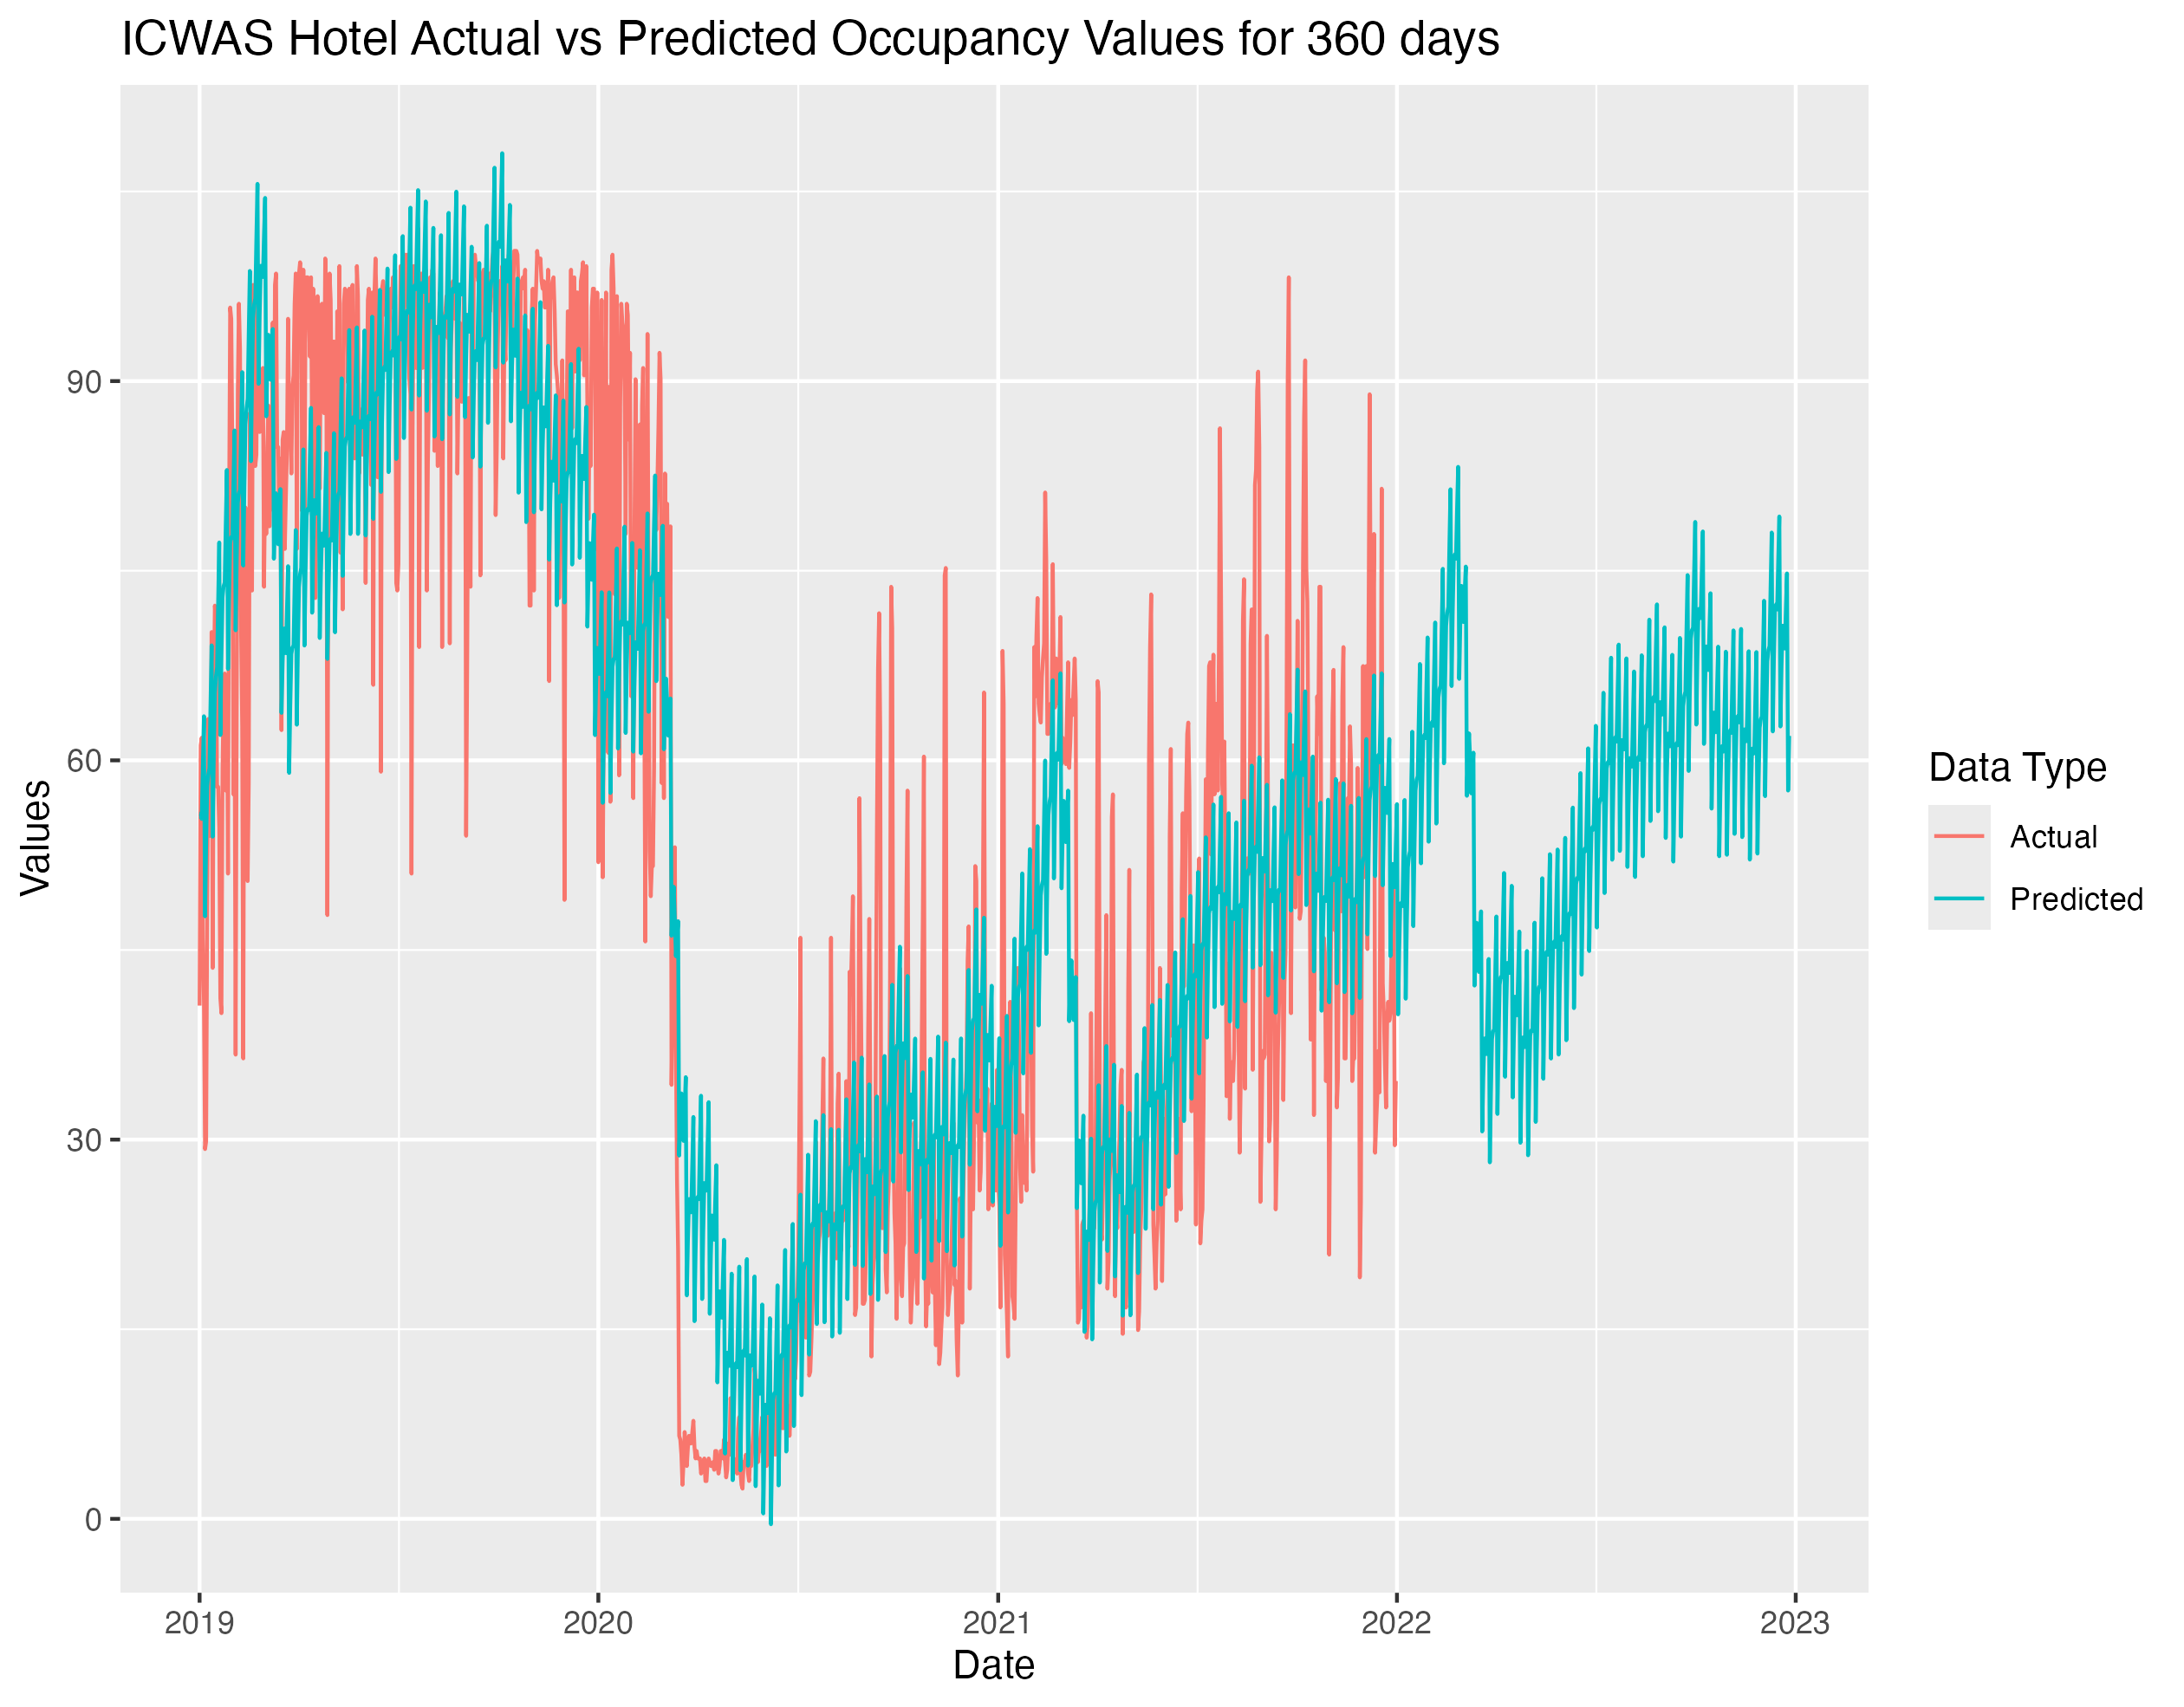 ICWAS Hotel Actual vs Predicted Occupancy Values for 360 days
90
60
30
0
Values
2019
2020
2021
2022
2023
Date
Data Type
Actual
Predicted